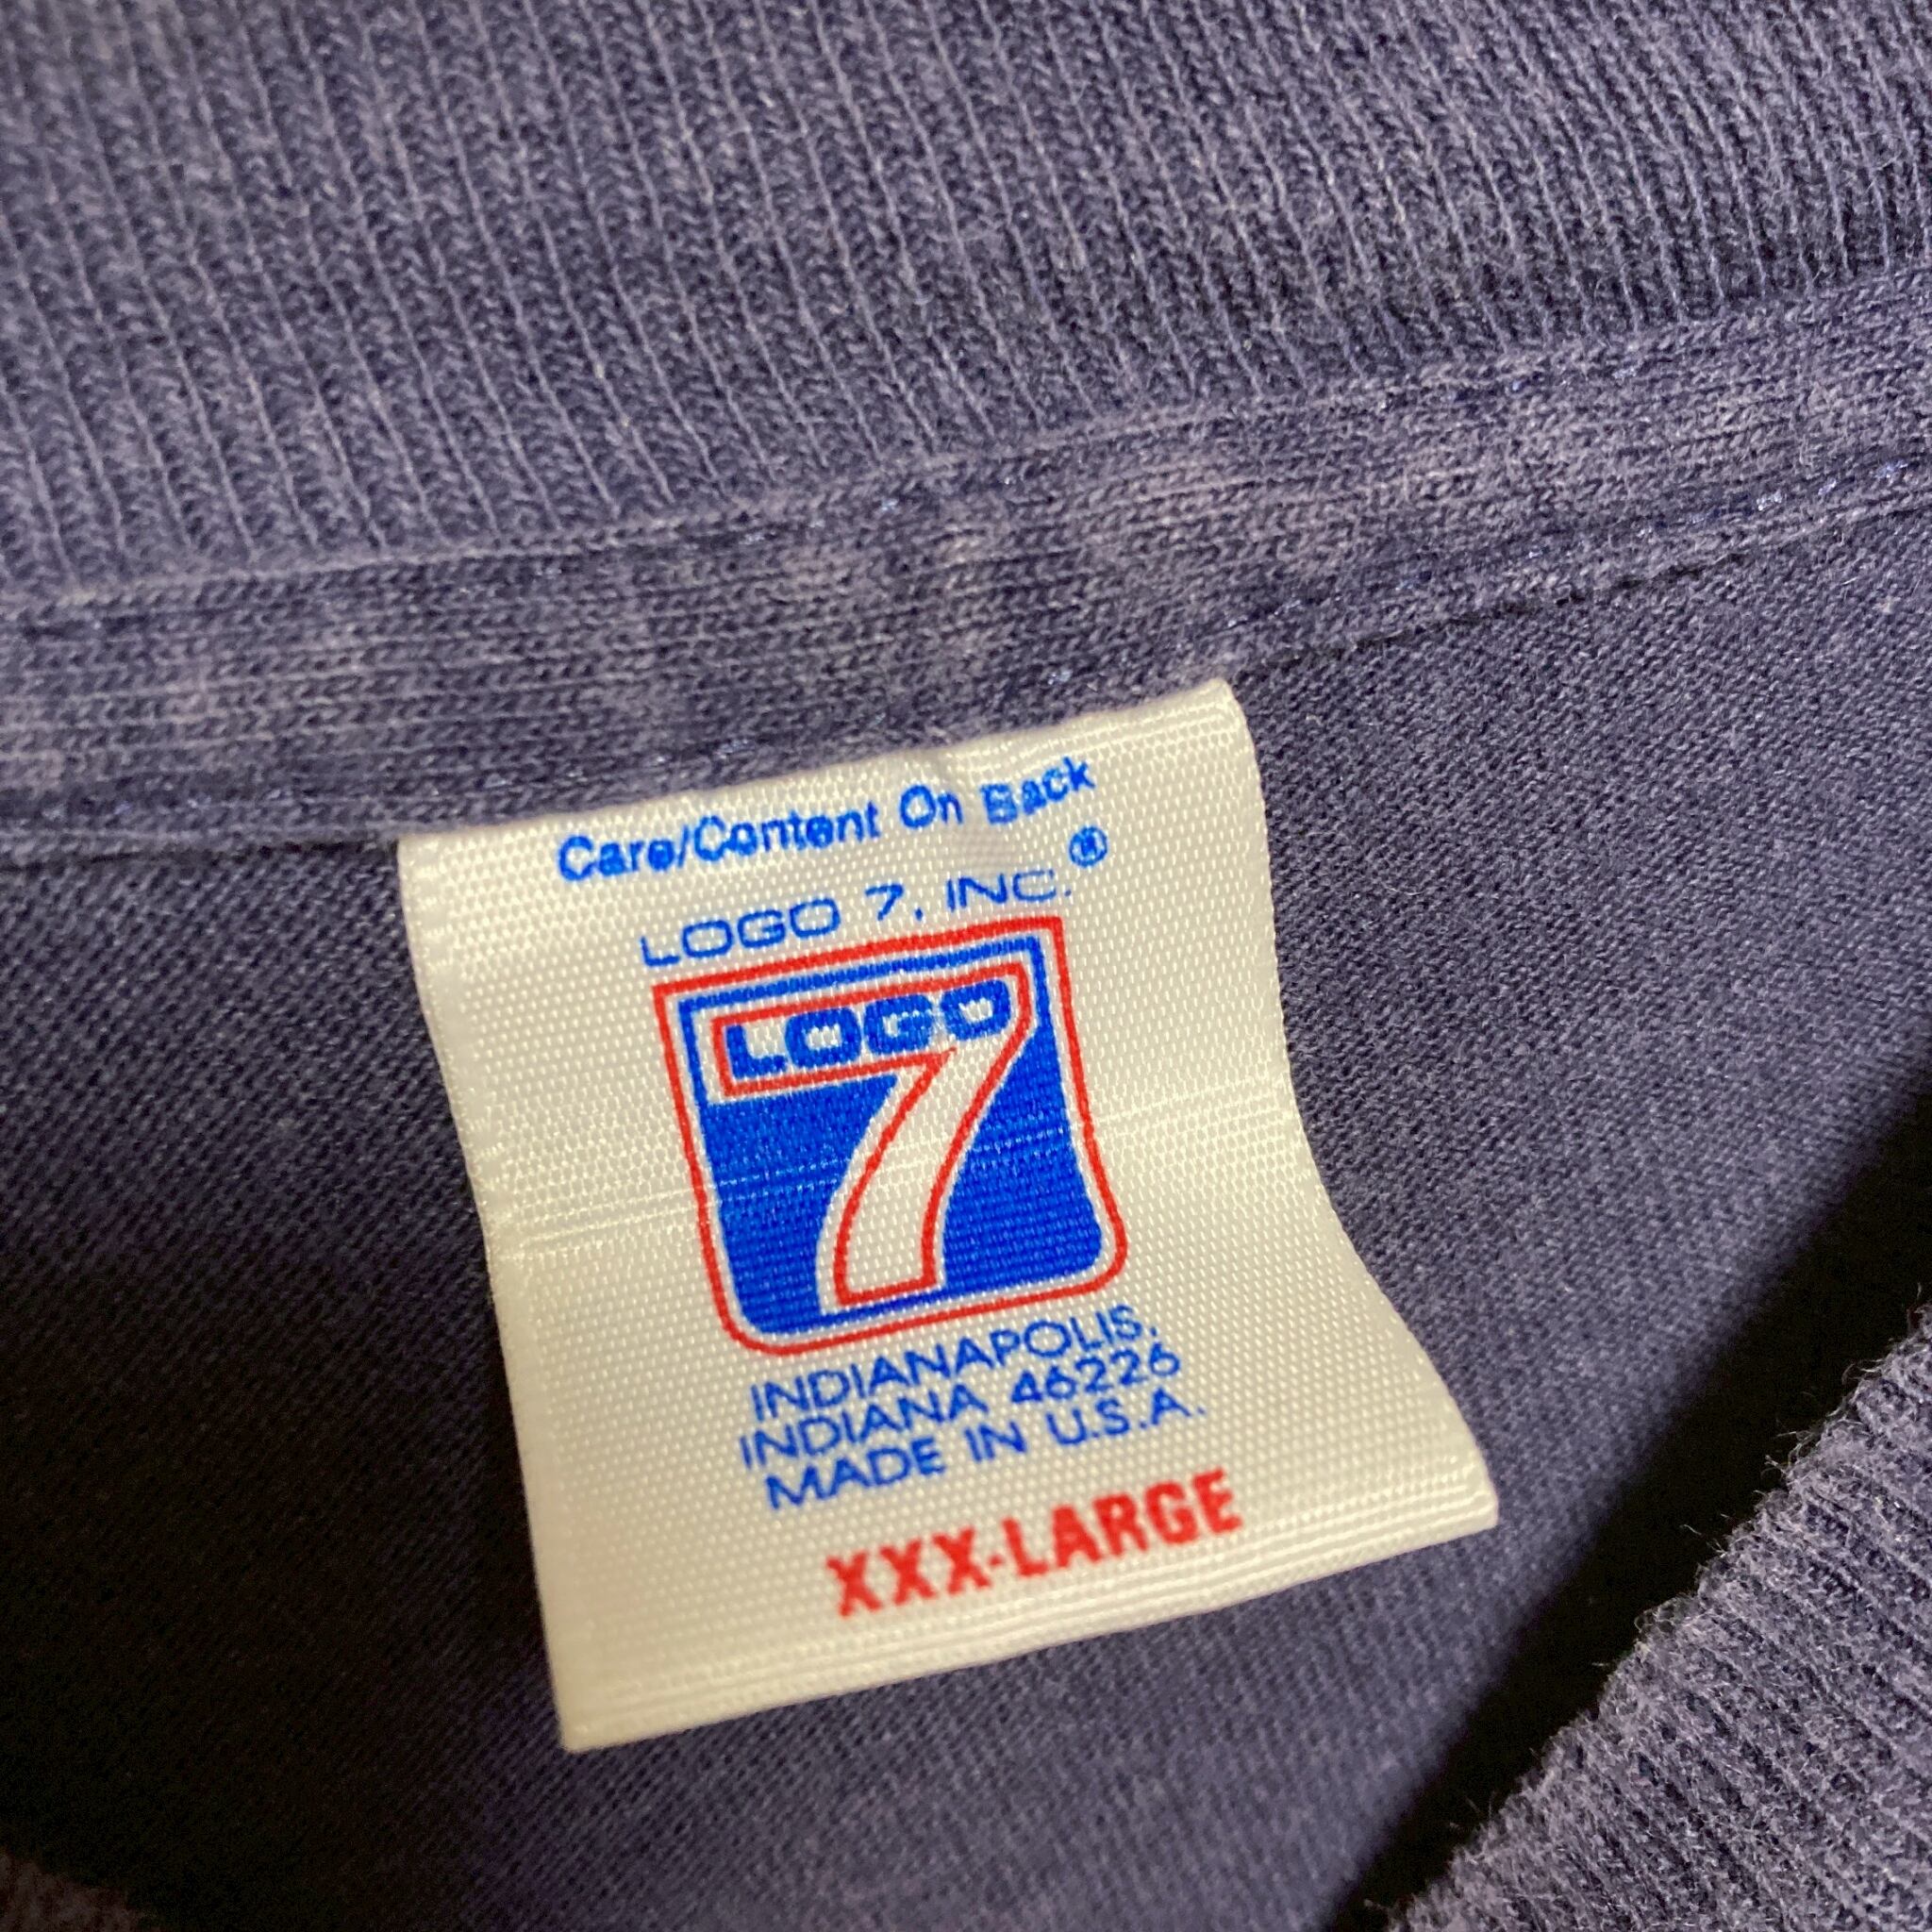 Care/Content On Back
LOGO 7, INC.®
LOGO
7
INDIANAPOLIS,
INDIANA 46226
MADE IN U.S.A.
XXX-LARGE